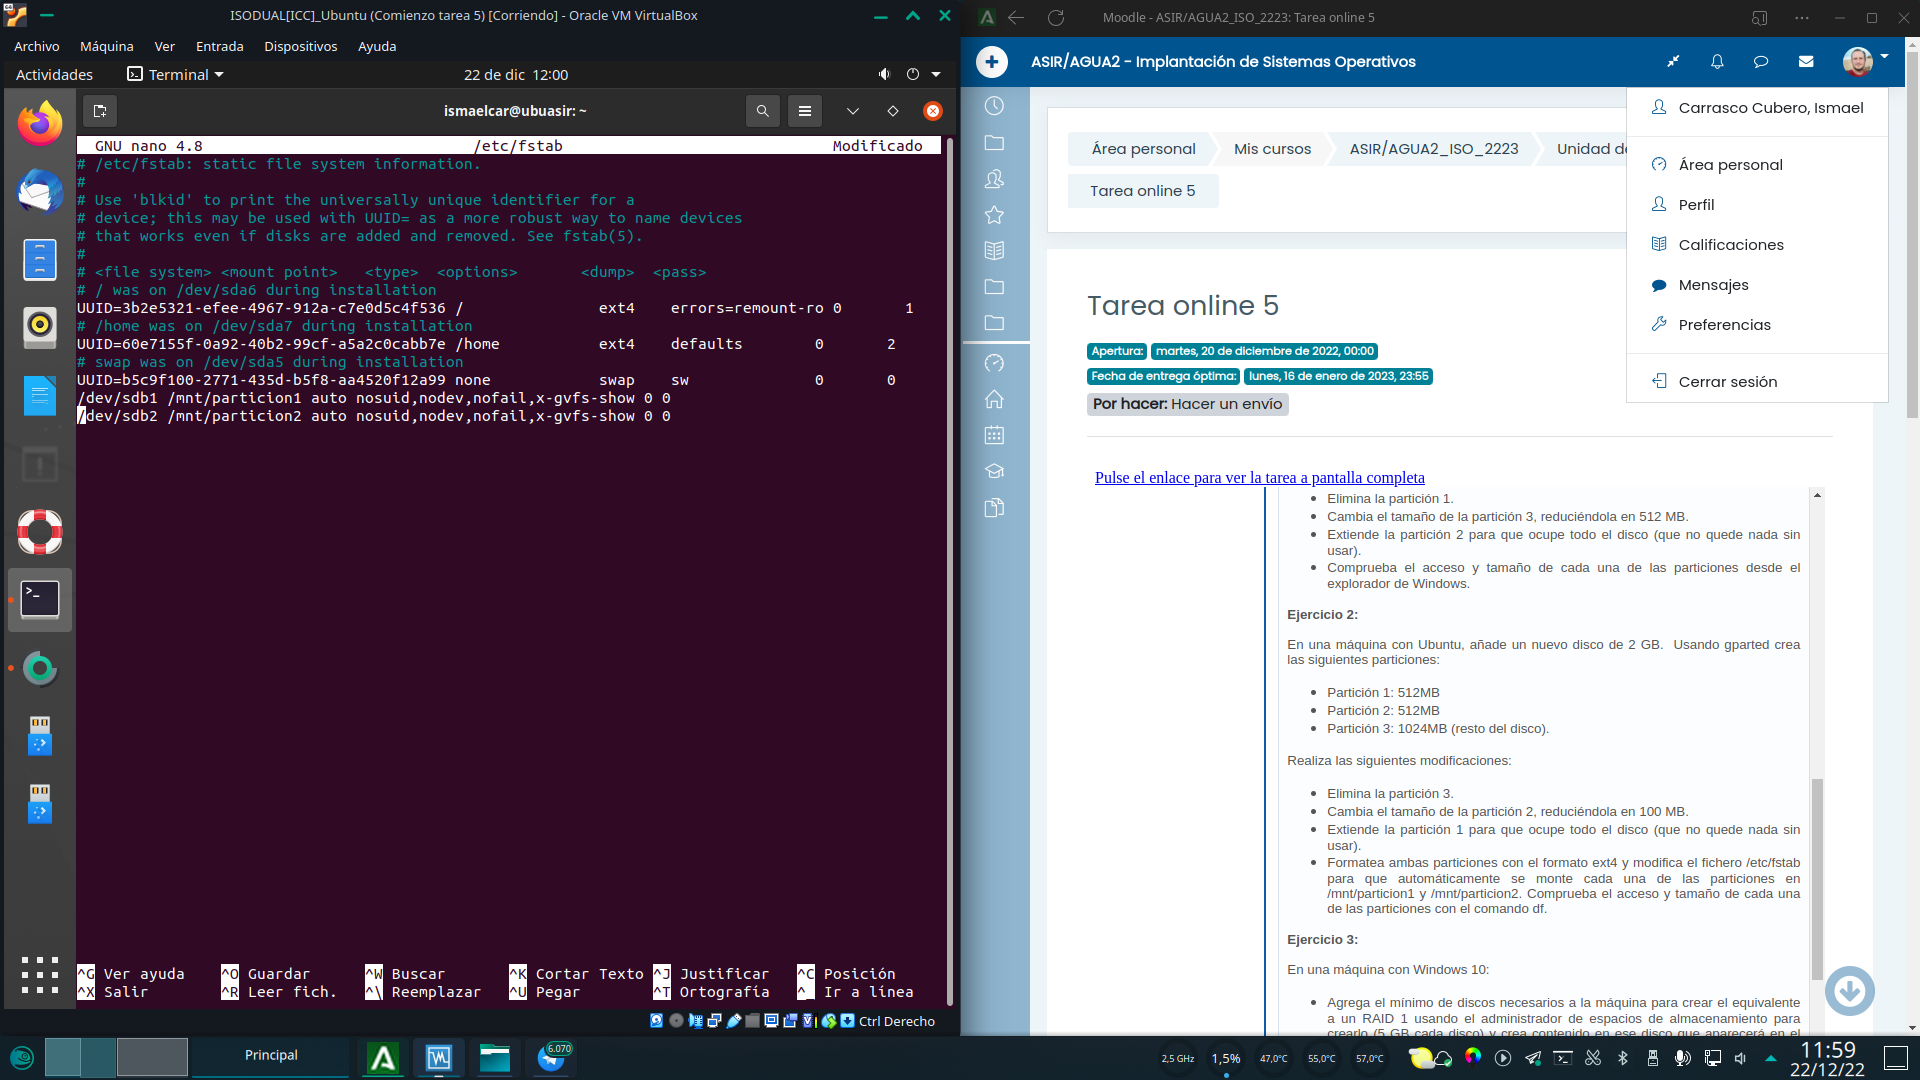 ISODUAL[ICC]_Ubuntu (Comienzo tarea 5) [Corriendo] - Oracle VM VirtualBox
Archivo Máquina Ver Entrada Dispositivos Ayuda
Actividades Terminal 22 de dic 12:00
ismaelcar@ubuasir: ~
GNU nano 4.8 /etc/fstab Modificado
# /etc/fstab: static file system information.
#
# Use 'blkid' to print the universally unique identifier for a
# device; this may be used with UUID= as a more robust way to name devices
# that works even if disks are added and removed. See fstab(5).
#
# <file system> <mount point> <type> <options> <dump> <pass>
# / was on /dev/sda6 during installation
UUID=3b2e5321-efee-4967-912a-c7e0d5c4f536 / ext4 errors=remount-ro 0 1
# /home was on /dev/sda7 during installation
UUID=60e7155f-0a92-40b2-99cf-a5a2c0cabb7e /home ext4 defaults 0 2
# swap was on /dev/sda5 during installation
UUID=b5c9f100-2771-435d-b5f8-aa4520f12a99 none swap sw 0 0
/dev/sdb1 /mnt/particion1 auto nosuid,nodev,nofail,x-gvfs-show 0 0
/dev/sdb2 /mnt/particion2 auto nosuid,nodev,nofail,x-gvfs-show 0 0
^G Ver ayuda ^O Guardar ^W Buscar ^K Cortar Texto ^J Justificar ^C Posición
^X Salir ^R Leer fich. ^\ Reemplazar ^U Pegar ^T Ortografía ^_ Ir a línea
Ctrl Derecho
Moodle - ASIR/AGUA2_ISO_2223: Tarea online 5
ASIR/AGUA2 - Implantación de Sistemas Operativos
Área personal Mis cursos ASIR/AGUA2_ISO_2223 Unidad de
Tarea online 5
Carrasco Cubero, Ismael
Área personal
Perfil
Calificaciones
Mensajes
Preferencias
Cerrar sesión
Tarea online 5
Apertura: martes, 20 de diciembre de 2022, 00:00
Fecha de entrega óptima: lunes, 16 de enero de 2023, 23:55
Por hacer: Hacer un envío
Pulse el enlace para ver la tarea a pantalla completa
Elimina la partición 1.
Cambia el tamaño de la partición 3, reduciéndola en 512 MB.
Extiende la partición 2 para que ocupe todo el disco (que no quede nada sin
usar).
Comprueba el acceso y tamaño de cada una de las particiones desde el
explorador de Windows.
Ejercicio 2:
En una máquina con Ubuntu, añade un nuevo disco de 2 GB. Usando gparted crea
las siguientes particiones:
Partición 1: 512MB
Partición 2: 512MB
Partición 3: 1024MB (resto del disco).
Realiza las siguientes modificaciones:
Elimina la partición 3.
Cambia el tamaño de la partición 2, reduciéndola en 100 MB.
Extiende la partición 1 para que ocupe todo el disco (que no quede nada sin
usar).
Formatea ambas particiones con el formato ext4 y modifica el fichero /etc/fstab
para que automáticamente se monte cada una de las particiones en
/mnt/particion1 y /mnt/particion2. Comprueba el acceso y tamaño de cada una
de las particiones con el comando df.
Ejercicio 3:
En una máquina con Windows 10:
Agrega el mínimo de discos necesarios a la máquina para crear el equivalente
a un RAID 1 usando el administrador de espacios de almacenamiento para
crearlo (5 GB cada disco) y crea contenido en ese disco que aparecerá en el
Principal
6.070
2,5 GHz 1,5% 47,0°C 55,0°C 57,0°C
11:59
22/12/22